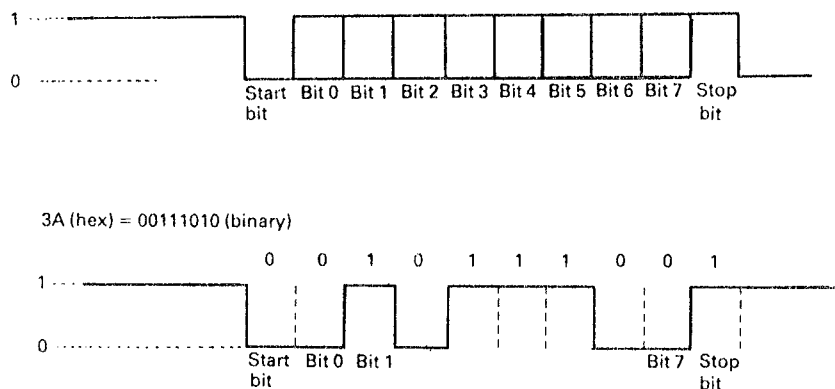 1
0
Start bit Bit 0 Bit 1 Bit 2 Bit 3 Bit 4 Bit 5 Bit 6 Bit 7 Stop bit
3A (hex) = 00111010 (binary)
0 0 1 0 1 1 1 0 0 1
1
0
Start bit Bit 0 Bit 1 Bit 7 Stop bit